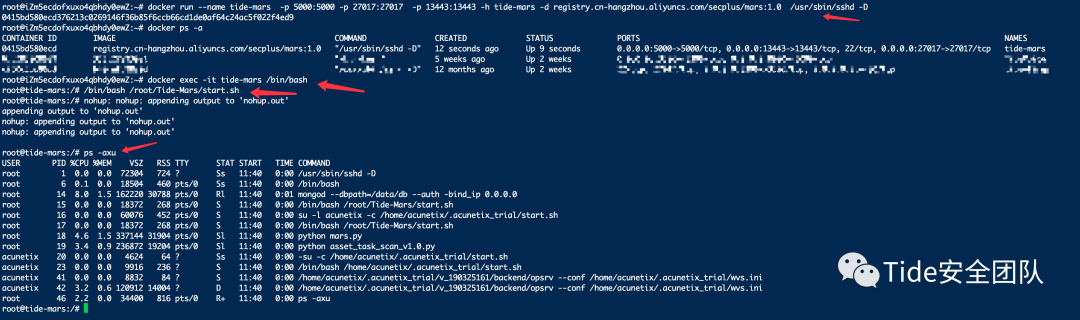 root@iZm5ecdofxuxo4qbhdy0ewZ:~# docker run --name tide-mars -p 5000:5000 -p 27017:27017 -p 13443:13443 -h tide-mars -d registry.cn-hangzhou.aliyuncs.com/secplus/mars:1.0 /usr/sbin/sshd -D
0415bd580ecd376213c0269146f36b85f6ccb66cd1de0af64c24ac5f022f4ed9
root@iZm5ecdofxuxo4qbhdy0ewZ:~# docker ps -a
CONTAINER ID IMAGE COMMAND CREATED STATUS PORTS NAMES
0415bd580ecd registry.cn-hangzhou.aliyuncs.com/secplus/mars:1.0 "/usr/sbin/sshd -D" 12 seconds ago Up 9 seconds 0.0.0.0:5000->5000/tcp, 0.0.0.0:13443->13443/tcp, 22/tcp, 0.0.0.0:27017->27017/tcp tide-mars
5 weeks ago Up 2 weeks
12 months ago Up 2 weeks
root@iZm5ecdofxuxo4qbhdy0ewZ:~# docker exec -it tide-mars /bin/bash
root@tide-mars:/# /bin/bash /root/Tide-Mars/start.sh
root@tide-mars:/# nohup: nohup: appending output to 'nohup.out'
appending output to 'nohup.out'
nohup: appending output to 'nohup.out'
nohup: appending output to 'nohup.out'
root@tide-mars:/# ps -axu
USER PID %CPU %MEM VSZ RSS TTY STAT START TIME COMMAND
root 1 0.0 0.0 72304 724 ? Ss 11:40 0:00 /usr/sbin/sshd -D
root 6 0.1 0.0 18504 460 pts/0 Ss 11:40 0:00 /bin/bash
root 14 8.0 1.5 162220 30788 pts/0 Rl 11:40 0:01 mongod --dbpath=/data/db --auth -bind_ip 0.0.0.0
root 15 0.0 0.0 18372 268 pts/0 S 11:40 0:00 /bin/bash /root/Tide-Mars/start.sh
root 16 0.0 0.0 60076 452 pts/0 S 11:40 0:00 su -l acunetix -c /home/acunetix/.acunetix_trial/start.sh
root 17 0.0 0.0 18372 268 pts/0 S 11:40 0:00 /bin/bash /root/Tide-Mars/start.sh
root 18 4.6 1.5 337144 31904 pts/0 Sl 11:40 0:00 python mars.py
root 19 3.4 0.9 236872 19204 pts/0 Sl 11:40 0:00 python asset_task_scan_v1.0.py
acunetix 20 0.0 0.0 4624 64 ? Ss 11:40 0:00 -su -c /home/acunetix/.acunetix_trial/start.sh
acunetix 23 0.0 0.0 9916 236 ? S 11:40 0:00 /bin/bash /home/acunetix/.acunetix_trial/start.sh
acunetix 41 0.0 0.0 8832 84 ? S 11:40 0:00 /home/acunetix/.acunetix_trial/v_190325161/backend/opsrv --conf /home/acunetix/.acunetix_trial/wvs.ini
acunetix 42 3.2 0.6 120912 14004 ? D 11:40 0:00 /home/acunetix/.acunetix_trial/v_190325161/backend/opsrv --conf /home/acunetix/.acunetix_trial/wvs.ini
root 46 2.2 0.0 34400 816 pts/0 R+ 11:40 0:00 ps -axu
root@tide-mars:/#
Tide安全团队